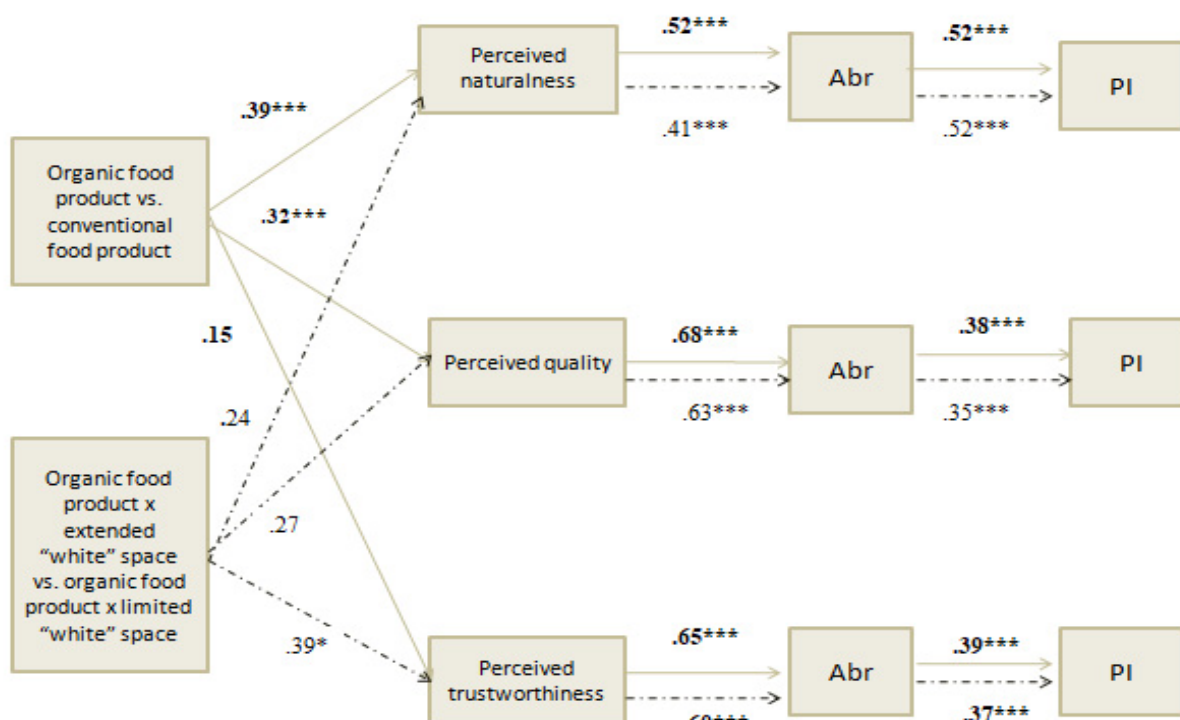 .52***
.52***
Perceived
naturalness
Abr
PI
.39***
.41***
.52***
Organic food
product vs.
conventional
food product
.32***
.15
.68***
.38***
Perceived quality
Abr
PI
.63***
.35***
.24
Organic food
product x
extended
“white” space
vs. organic food
product x limited
“white” space
.27
.39*
.65***
.39***
Perceived
trustworthiness
Abr
PI
.37***